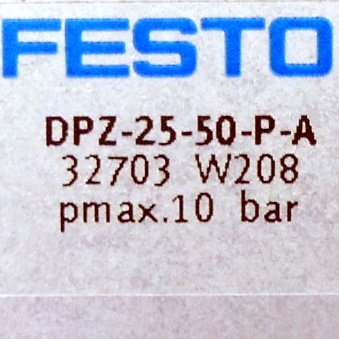 FESTO
DPZ-25-50-P-A
32703 W208
pmax.10 bar